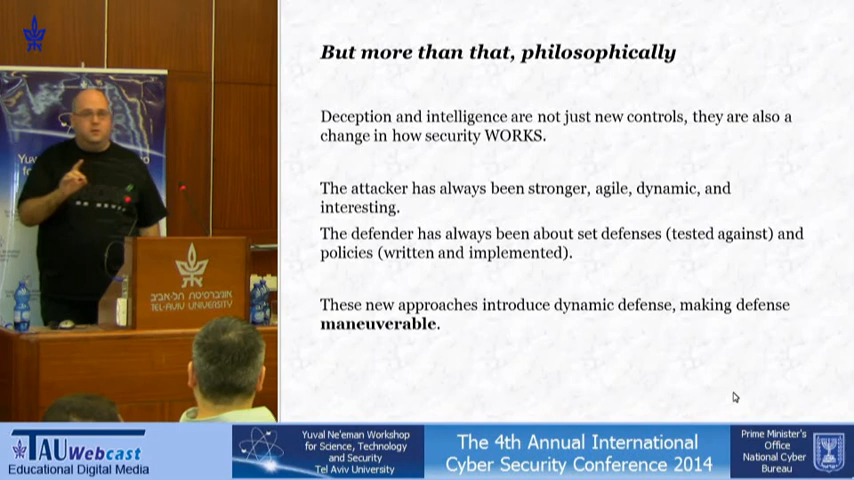 But more than that, philosophically
Deception and intelligence are not just new controls, they are also a
change in how security WORKS.
The attacker has always been stronger, agile, dynamic, and
interesting.
The defender has always been about set defenses (tested against) and
policies (written and implemented).
These new approaches introduce dynamic defense, making defense
maneuverable.
אוניברסיטת תל-אביב
TEL-AVIV UNIVERSITY
TAU Webcast
Educational Digital Media
Yuval Ne'eman Workshop
for Science, Technology
and Security
Tel Aviv University
The 4th Annual International
Cyber Security Conference 2014
Prime Minister's
Office
National Cyber
Bureau